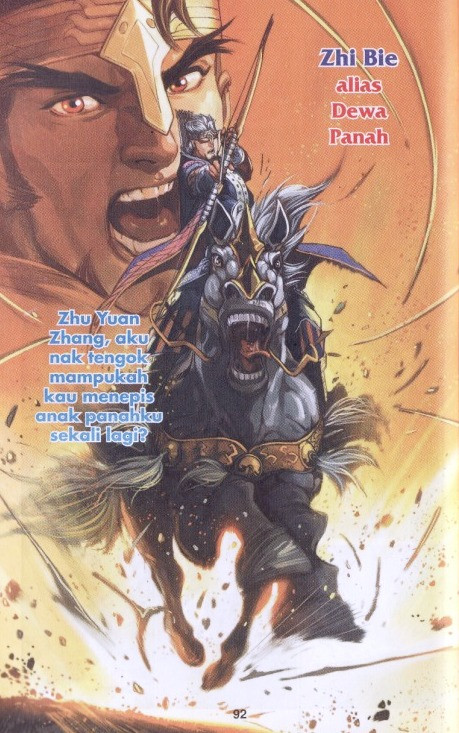 Zhi Bie
alias
Dewa
Panah
Zhu Yuan
Zhang, aku
nak tengok
mampukah
kau menepis
anak panahku
sekali lagi?
92